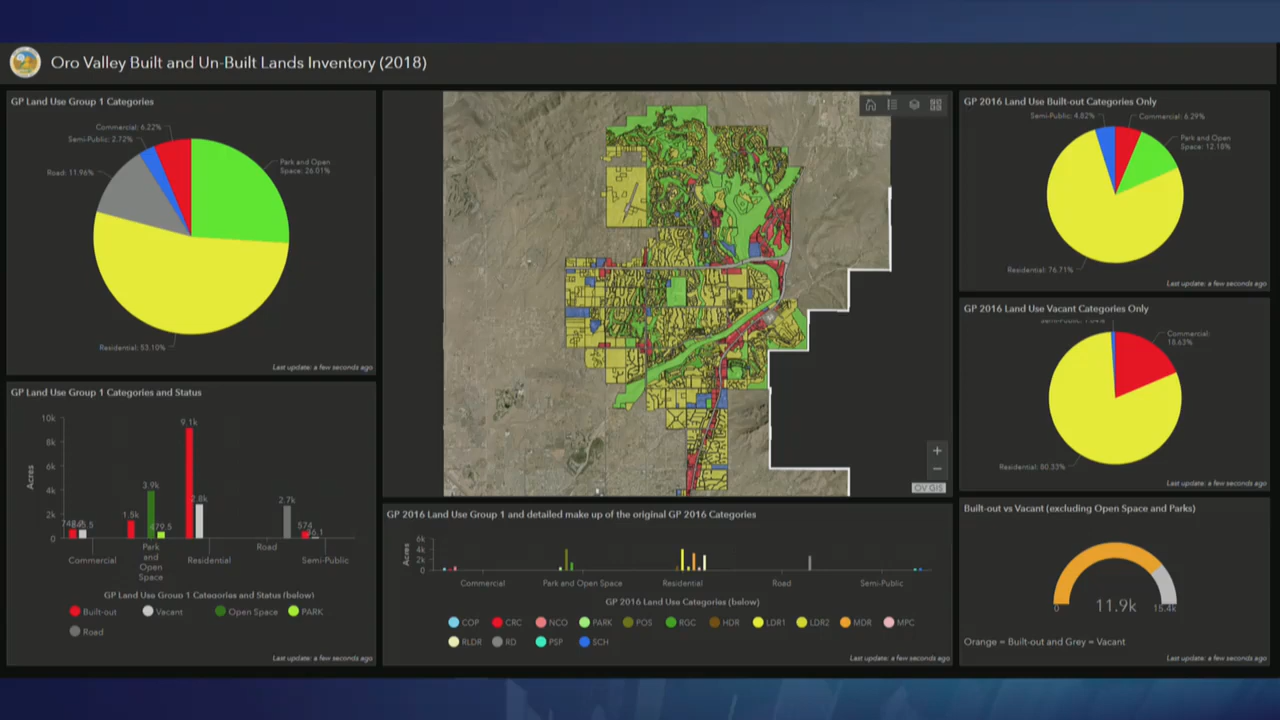 Oro Valley Built and Un-Built Lands Inventory (2018)
GP Land Use Group 1 Categories
Commercial: 6.22%
Semi-Public: 2.72%
Road: 11.96%
Park and Open
Space: 26.01%
Residential: 53.10%
Last update: a few seconds ago
GP Land Use Group 1 Categories and Status
Acres
10k
8k
6k
4k
2k
0
1.5k
3.9k
479.5
9.1k
2.8k
2.7k
574
Commercial
Park
and
Open
Space
Residential
Road
Semi-Public
GP Land Use Group 1 Categories and Status (below)
Built-out
Vacant
Open Space
PARK
Road
Last update: a few seconds ago
+
−
OV GIS
GP 2016 Land Use Group 1 and detailed make up of the original GP 2016 Categories
Acres
6k
4k
2k
0
Commercial
Park and Open Space
Residential
Road
Semi-Public
GP 2016 Land Use Categories (below)
COP
CRC
NCO
PARK
POS
RGC
HDR
LDR1
LDR2
MDR
MPC
RLDR
RD
PSP
SCH
Last update: a few seconds ago
GP 2016 Land Use Built-out Categories Only
Semi-Public: 4.82%
Commercial: 6.29%
Park and Open
Space: 12.18%
Residential: 76.71%
Last update: a few seconds ago
GP 2016 Land Use Vacant Categories Only
Commercial:
18.63%
Residential: 80.33%
Last update: a few seconds ago
Built-out vs Vacant (excluding Open Space and Parks)
0
11.9k
15.4k
Orange = Built-out and Grey = Vacant
Last update: a few seconds ago